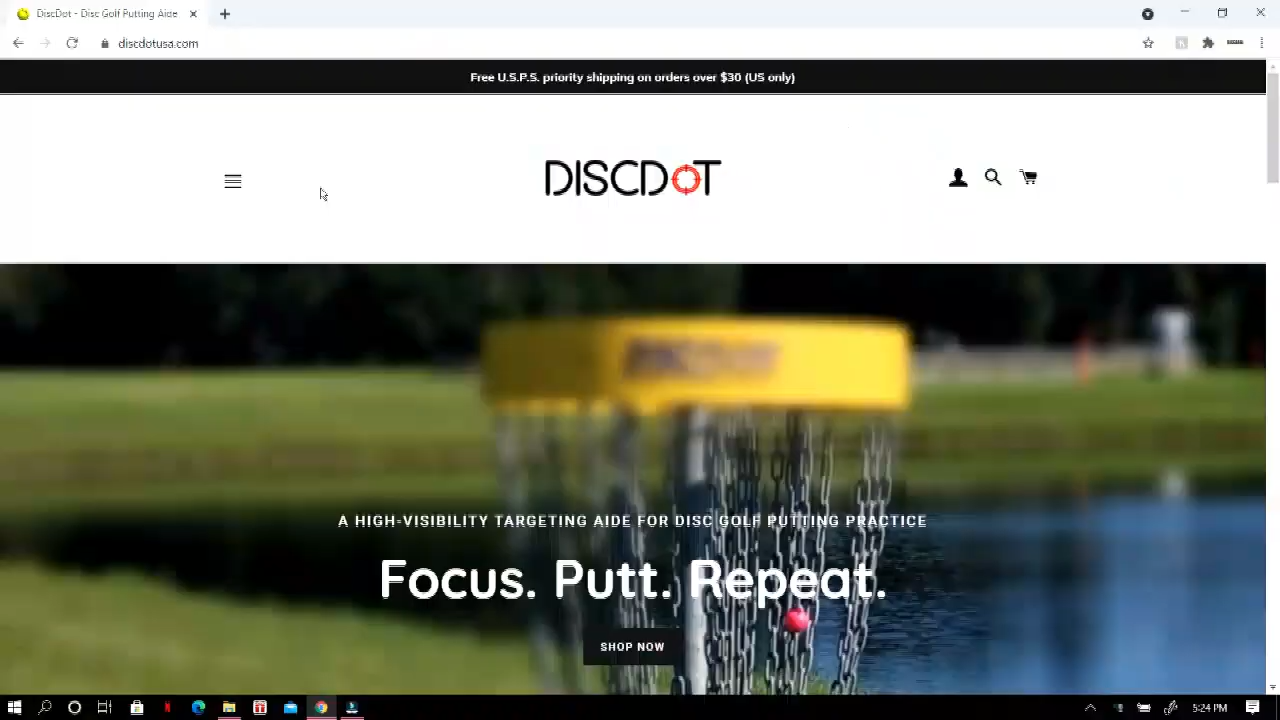 DiscDot - Disc Golf Putting Aide
discdotusa.com
Free U.S.P.S. priority shipping on orders over $30 (US only)
DISCDOT
A HIGH-VISIBILITY TARGETING AIDE FOR DISC GOLF PUTTING PRACTICE
Focus. Putt. Repeat.
SHOP NOW
5:24 PM